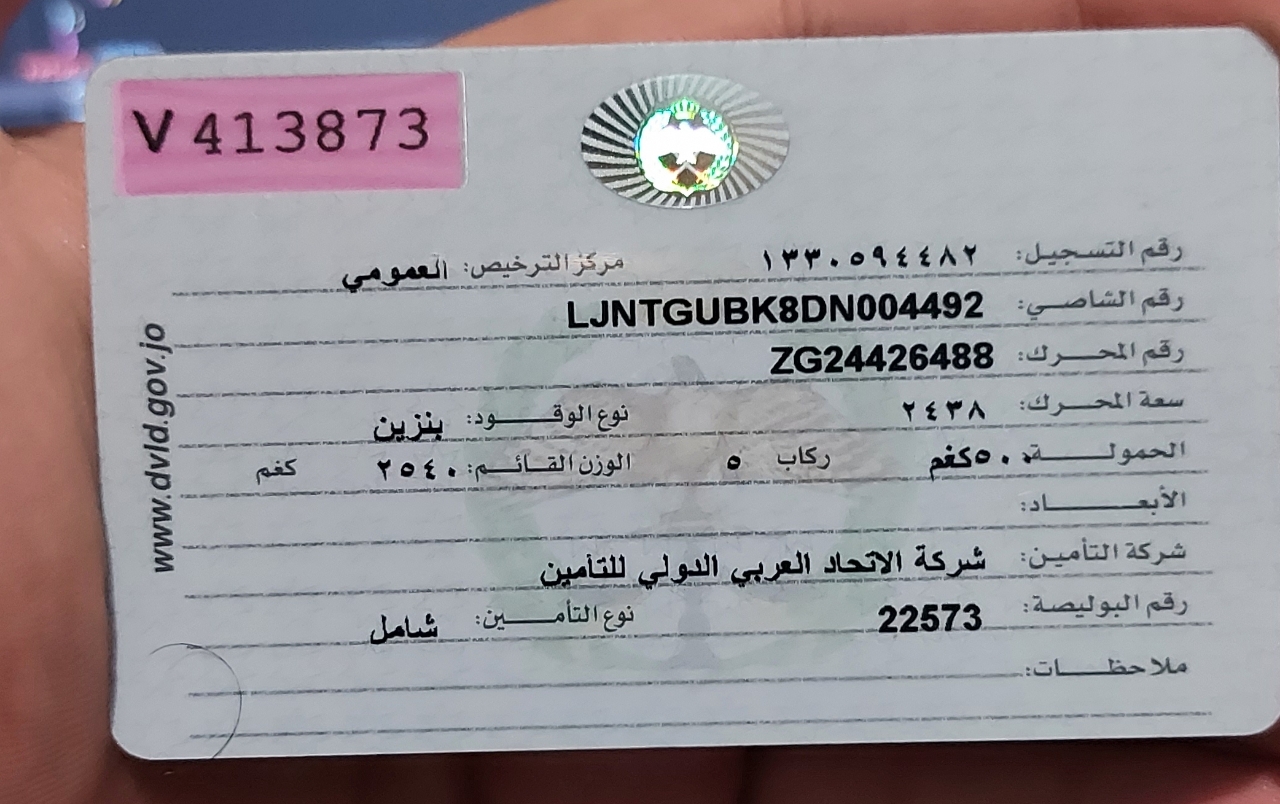 V 413873
رقم التسجيل: ١٣٣٠٥٩٤٤٨٢ مركز الترخيص: العمومي
رقم الشاصي: LJNTGUBK8DN004492
رقم المحرك: ZG24426488
سعة المحرك: ٢٤٣٨ نوع الوقود: بنزين
الحمولة: ٥٠٠كغم ركاب ٥ الوزن القائم: ٢٥٤٠ كغم
الأبعاد:
شركة التأمين: شركة الاتحاد العربي الدولي للتأمين
رقم البوليصة: 22573 نوع التأمين: شامل
ملاحظات:
www.dvld.gov.jo